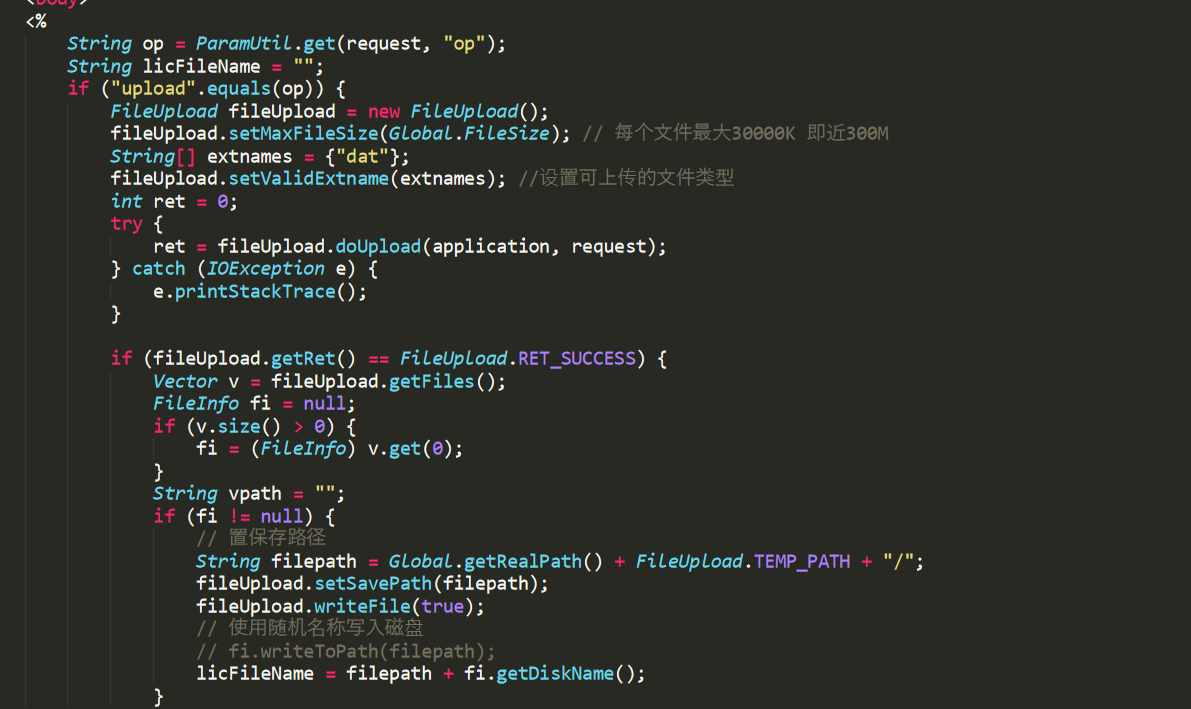 <body>
<%
String op = ParamUtil.get(request, "op");
String licFileName = "";
if ("upload".equals(op)) {
FileUpload fileUpload = new FileUpload();
fileUpload.setMaxFileSize(Global.FileSize); // 每个文件最大30000K 即近300M
String[] extnames = {"dat"};
fileUpload.setValidExtname(extnames); //设置可上传的文件类型
int ret = 0;
try {
ret = fileUpload.doUpload(application, request);
} catch (IOException e) {
e.printStackTrace();
}
if (fileUpload.getRet() == FileUpload.RET_SUCCESS) {
Vector v = fileUpload.getFiles();
FileInfo fi = null;
if (v.size() > 0) {
fi = (FileInfo) v.get(0);
}
String vpath = "";
if (fi != null) {
// 置保存路径
String filepath = Global.getRealPath() + FileUpload.TEMP_PATH + "/";
fileUpload.setSavePath(filepath);
fileUpload.writeFile(true);
// 使用随机名称写入磁盘
// fi.writeToPath(filepath);
licFileName = filepath + fi.getDiskName();
}